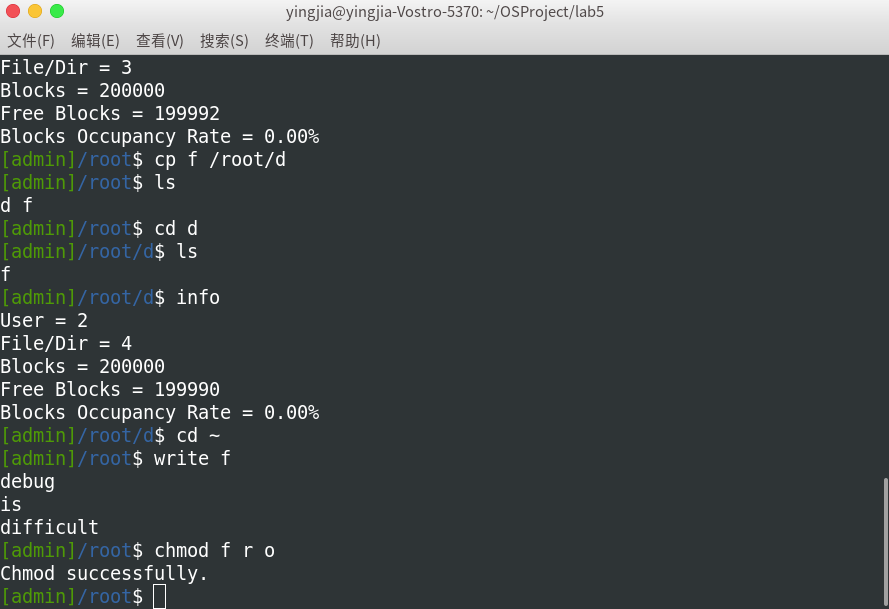 yingjia@yingjia-Vostro-5370: ~/OSProject/lab5
文件(F) 编辑(E) 查看(V) 搜索(S) 终端(T) 帮助(H)
File/Dir = 3
Blocks = 200000
Free Blocks = 199992
Blocks Occupancy Rate = 0.00%
[admin]/root$ cp f /root/d
[admin]/root$ ls
d f
[admin]/root$ cd d
[admin]/root/d$ ls
f
[admin]/root/d$ info
User = 2
File/Dir = 4
Blocks = 200000
Free Blocks = 199990
Blocks Occupancy Rate = 0.00%
[admin]/root/d$ cd ~
[admin]/root$ write f
debug
is
difficult
[admin]/root$ chmod f r o
Chmod successfully.
[admin]/root$